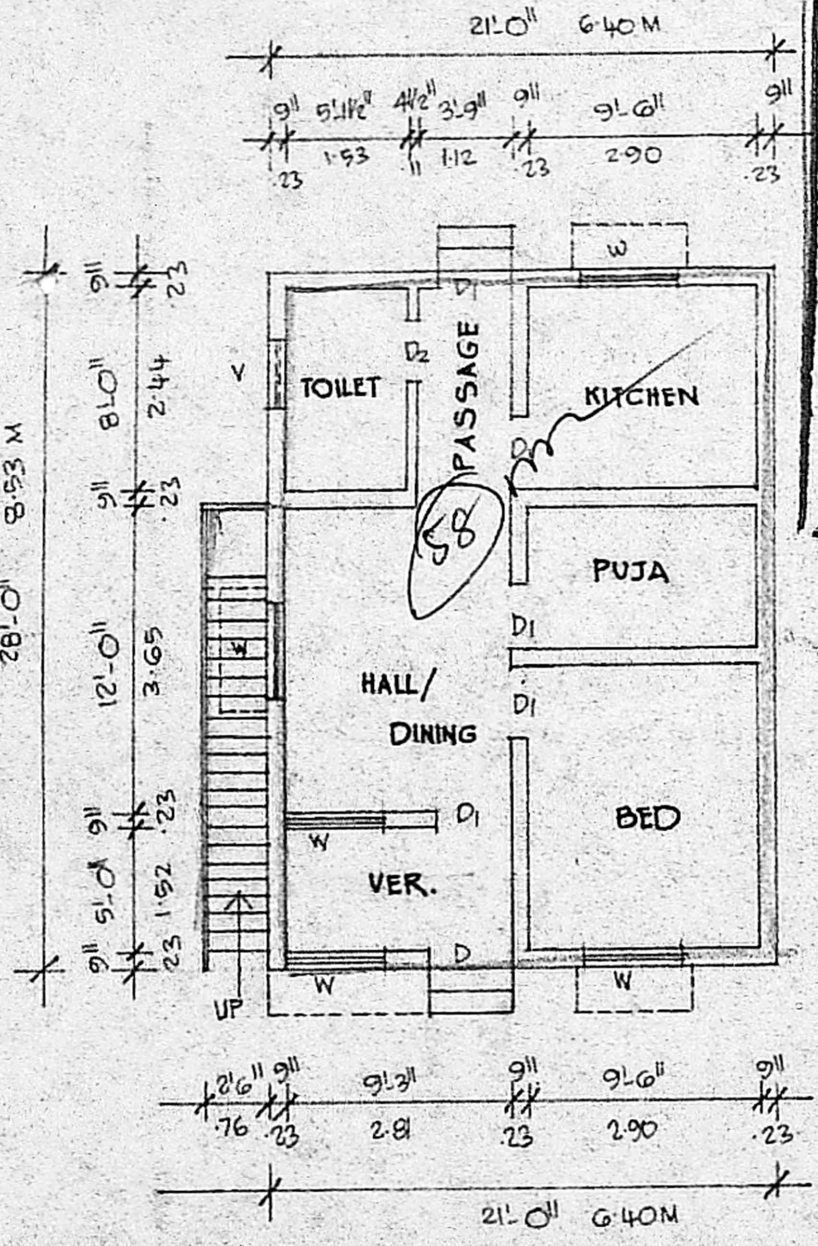 21'-0" 6.40 M
9" 5'-1½" 4½" 3'-9" 9" 9'-6" 9"
.23 1.53 .11 1.12 .23 2.90 .23
28'-0" 8.53 M
9" 8'-0" 9" 12'-0" 9" 5'-0" 9"
.23 2.44 .23 3.65 .23 1.52 .23
W
D1
V
TOILET
D2
PASSAGE
KITCHEN
58
PUJA
D1
W
HALL/
DINING
D1
D1
W
BED
VER.
D
W
W
UP
2'6" 9" 9'-3" 9" 9'-6" 9"
.76 .23 2.81 .23 2.90 .23
21'-0" 6.40M